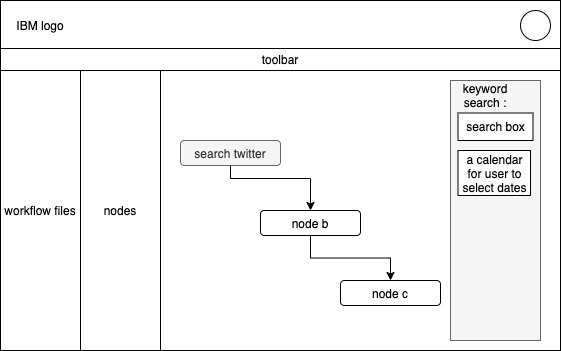 IBM logo
toolbar
keyword
search :
search box
a calendar
for user to
select dates
search twitter
workflow files
nodes
node b
node c